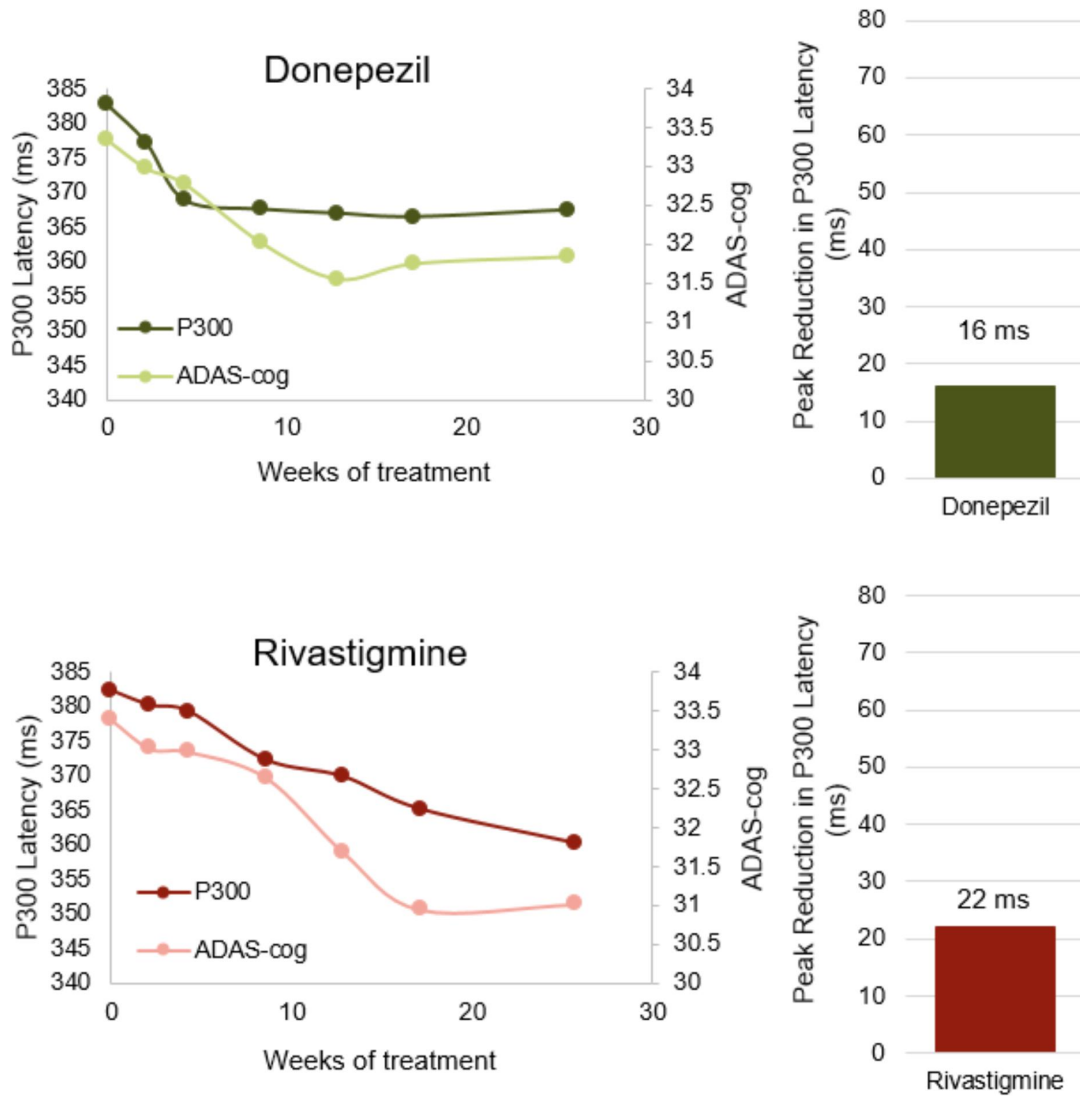 Donepezil
P300 Latency (ms)
385
380
375
370
365
360
355
350
345
340
P300
ADAS-cog
34
33.5
33
32.5
32
31.5
31
30.5
30
ADAS-cog
0 10 20 30
Weeks of treatment
Peak Reduction in P300 Latency
(ms)
80
70
60
50
40
30
20
10
0
16 ms
Donepezil
Rivastigmine
P300 Latency (ms)
385
380
375
370
365
360
355
350
345
340
P300
ADAS-cog
34
33.5
33
32.5
32
31.5
31
30.5
30
ADAS-cog
0 10 20 30
Weeks of treatment
Peak Reduction in P300 Latency
(ms)
80
70
60
50
40
30
20
10
0
22 ms
Rivastigmine